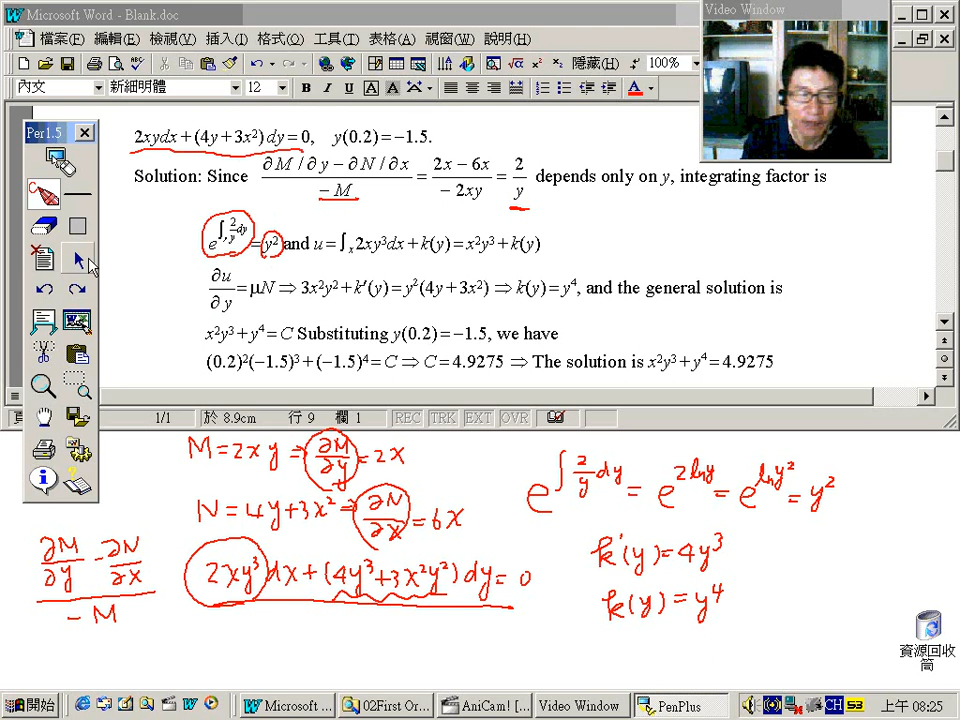 Microsoft Word - Blank.doc
Video Window
檔案(F) 編輯(E) 檢視(V) 插入(I) 格式(O) 工具(T) 表格(A) 視窗(W) 說明(H)
隱藏(H) 100%
內文 新細明體 12 B I U A A A
Per1.5
2xydx+(4y+3x²)dy=0, y(0.2)=−1.5.
Solution: Since (∂M/∂y−∂N/∂x)/(−M) = (2x−6x)/(−2xy) = 2/y depends only on y, integrating factor is
e^{∫ 2/y dy} = y² and u=∫ₓ2xy³dx+k(y)=x²y³+k(y)
∂u/∂y=μN⇒3x²y²+k′(y)=y²(4y+3x²)⇒k(y)=y⁴, and the general solution is
x²y³+y⁴=C Substituting y(0.2)=−1.5, we have
(0.2)²(−1.5)³+(−1.5)⁴=C⇒C=4.9275⇒The solution is x²y³+y⁴=4.9275
1/1 於 8.9cm 行 9 欄 1 REC TRK EXT OVR
M=2xy⇒∂M/∂y=2x
e^{∫ 2/y dy} = e^{2lny} = e^{lny²} = y²
N=4y+3x²⇒∂N/∂x=6x
(∂M/∂y − ∂N/∂x)/(−M)
2xy³dx+(4y³+3x²y²)dy=0
k'(y)=4y³
k(y)=y⁴
資源回收
筒
開始 Microsoft ... 02First Or... AniCam! [... Video Window PenPlus CH 53 上午 08:25